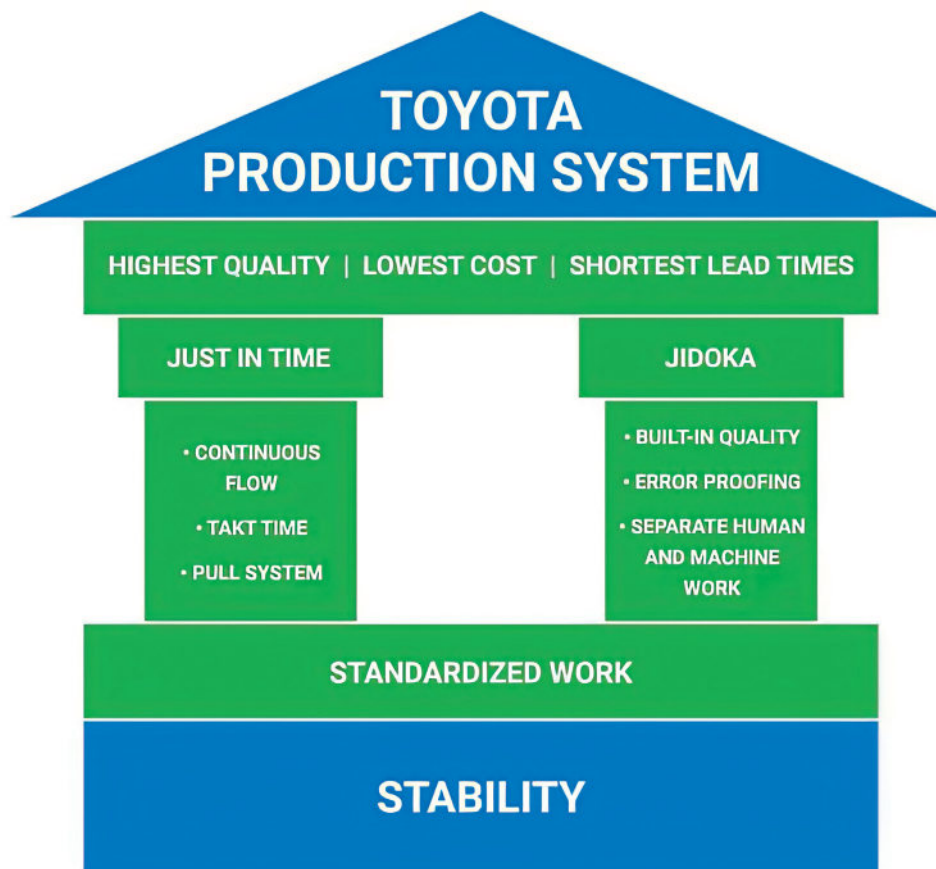 TOYOTA
PRODUCTION SYSTEM
HIGHEST QUALITY | LOWEST COST | SHORTEST LEAD TIMES
JUST IN TIME
• CONTINUOUS
FLOW
• TAKT TIME
• PULL SYSTEM
JIDOKA
• BUILT-IN QUALITY
• ERROR PROOFING
• SEPARATE HUMAN
AND MACHINE
WORK
STANDARDIZED WORK
STABILITY